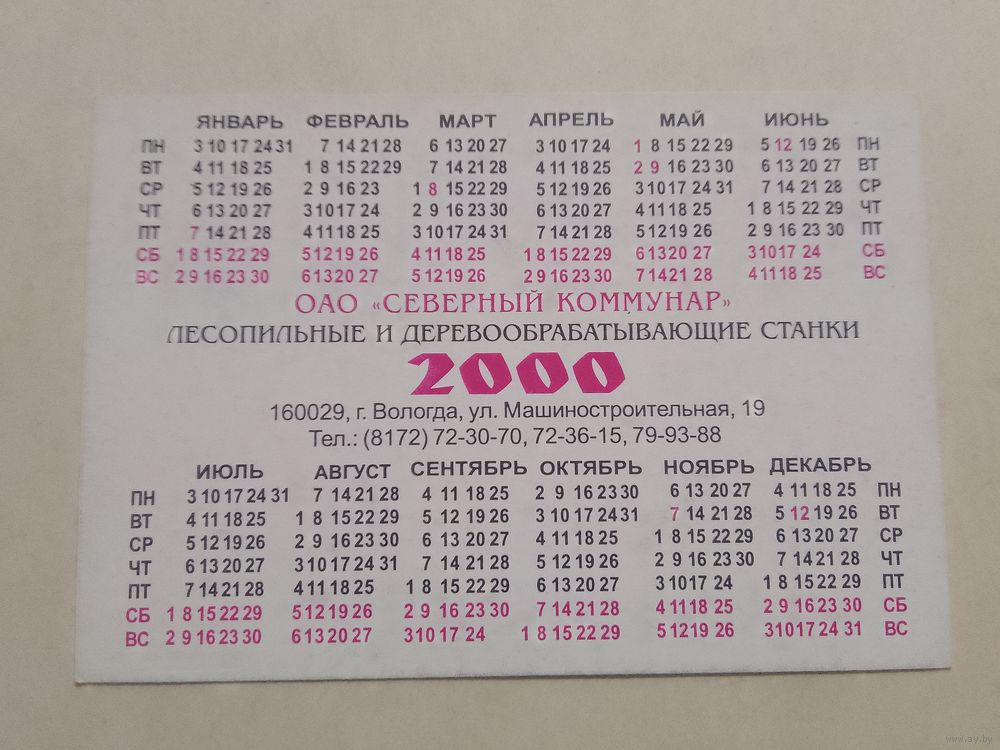 ЯНВАРЬ ФЕВРАЛЬ МАРТ АПРЕЛЬ МАЙ ИЮНЬ
ПН 3 10 17 24 31 7 14 21 28 6 13 20 27 3 10 17 24 1 8 15 22 29 5 12 19 26 ПН
ВТ 4 11 18 25 1 8 15 22 29 7 14 21 28 4 11 18 25 2 9 16 23 30 6 13 20 27 ВТ
СР 5 12 19 26 2 9 16 23 1 8 15 22 29 5 12 19 26 3 10 17 24 31 7 14 21 28 СР
ЧТ 6 13 20 27 3 10 17 24 2 9 16 23 30 6 13 20 27 4 11 18 25 1 8 15 22 29 ЧТ
ПТ 7 14 21 28 4 11 18 25 3 10 17 24 31 7 14 21 28 5 12 19 26 2 9 16 23 30 ПТ
СБ 1 8 15 22 29 5 12 19 26 4 11 18 25 1 8 15 22 29 6 13 20 27 3 10 17 24 СБ
ВС 2 9 16 23 30 6 13 20 27 5 12 19 26 2 9 16 23 30 7 14 21 28 4 11 18 25 ВС
ОАО «СЕВЕРНЫЙ КОММУНАР»
ЛЕСОПИЛЬНЫЕ И ДЕРЕВООБРАБАТЫВАЮЩИЕ СТАНКИ
2000
160029, г. Вологда, ул. Машиностроительная, 19
Тел.: (8172) 72-30-70, 72-36-15, 79-93-88
ИЮЛЬ АВГУСТ СЕНТЯБРЬ ОКТЯБРЬ НОЯБРЬ ДЕКАБРЬ
ПН 3 10 17 24 31 7 14 21 28 4 11 18 25 2 9 16 23 30 6 13 20 27 4 11 18 25 ПН
ВТ 4 11 18 25 1 8 15 22 29 5 12 19 26 3 10 17 24 31 7 14 21 28 5 12 19 26 ВТ
СР 5 12 19 26 2 9 16 23 30 6 13 20 27 4 11 18 25 1 8 15 22 29 6 13 20 27 СР
ЧТ 6 13 20 27 3 10 17 24 31 7 14 21 28 5 12 19 26 2 9 16 23 30 7 14 21 28 ЧТ
ПТ 7 14 21 28 4 11 18 25 1 8 15 22 29 6 13 20 27 3 10 17 24 1 8 15 22 29 ПТ
СБ 1 8 15 22 29 5 12 19 26 2 9 16 23 30 7 14 21 28 4 11 18 25 2 9 16 23 30 СБ
ВС 2 9 16 23 30 6 13 20 27 3 10 17 24 1 8 15 22 29 5 12 19 26 3 10 17 24 31 ВС
www.ay.by